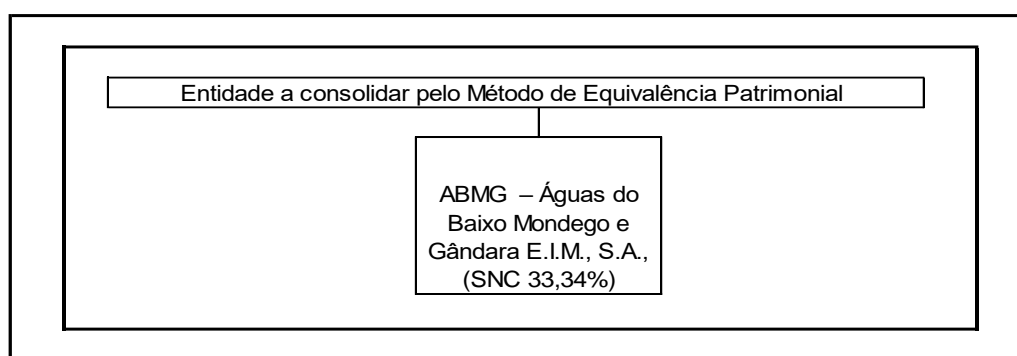 Entidade a consolidar pelo Método de Equivalência Patrimonial
ABMG – Águas do
Baixo Mondego e
Gândara E.I.M., S.A.,
(SNC 33,34%)